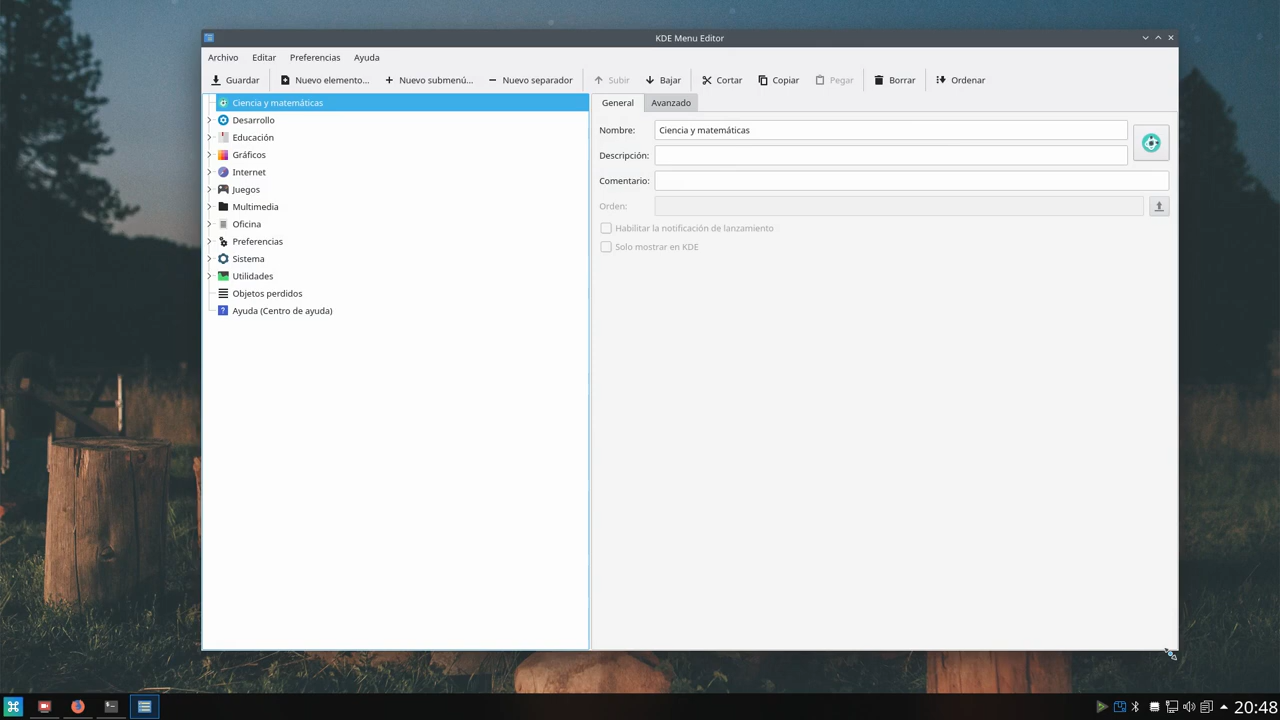 KDE Menu Editor
Archivo Editar Preferencias Ayuda
Guardar Nuevo elemento... Nuevo submenú... Nuevo separador Subir Bajar Cortar Copiar Pegar Borrar Ordenar
Ciencia y matemáticas
Desarrollo
Educación
Gráficos
Internet
Juegos
Multimedia
Oficina
Preferencias
Sistema
Utilidades
Objetos perdidos
Ayuda (Centro de ayuda)
General Avanzado
Nombre: Ciencia y matemáticas
Descripción:
Comentario:
Orden:
Habilitar la notificación de lanzamiento
Solo mostrar en KDE
20:48